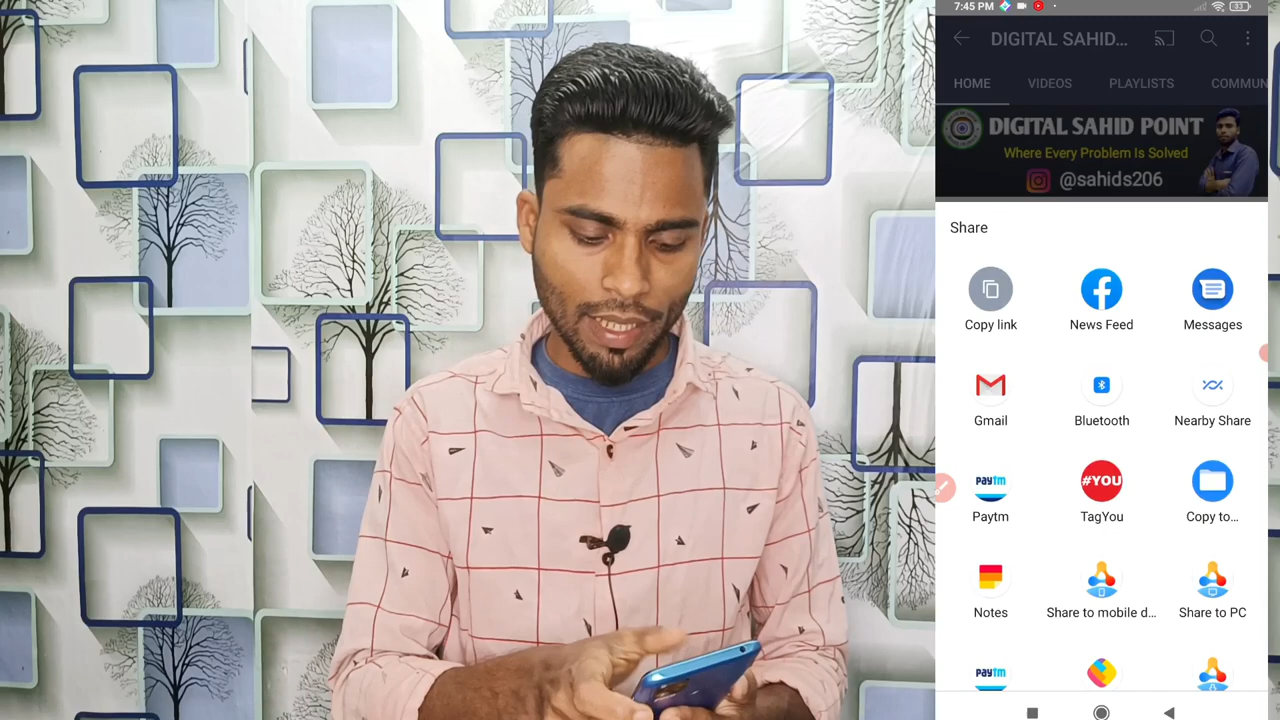 7:45 PM
DIGITAL SAHID...
HOME VIDEOS PLAYLISTS COMMUN
DIGITAL SAHID POINT
Where Every Problem Is Solved
@sahids206
Share
Copy link
News Feed
Messages
Gmail
Bluetooth
Nearby Share
paytm
#YOU
Paytm
TagYou
Copy to...
Notes
Share to mobile d...
Share to PC
paytm